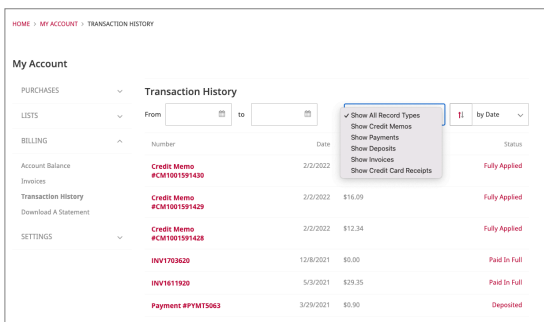 HOME > MY ACCOUNT > TRANSACTION HISTORY
My Account
PURCHASES
LISTS
BILLING
Account Balance
Invoices
Transaction History
Download A Statement
SETTINGS
Transaction History
From to by Date
✓ Show All Record Types
Show Credit Memos
Show Payments
Show Deposits
Show Invoices
Show Credit Card Receipts
Number Date Status
Credit Memo 2/2/2022 Fully Applied
#CM1001591430
Credit Memo 2/2/2022 $16.09 Fully Applied
#CM1001591429
Credit Memo 2/2/2022 $12.34 Fully Applied
#CM1001591428
INV1703620 12/8/2021 $0.00 Paid In Full
INV1611920 5/3/2021 $29.35 Paid In Full
Payment #PYMT5063 3/29/2021 $0.90 Deposited